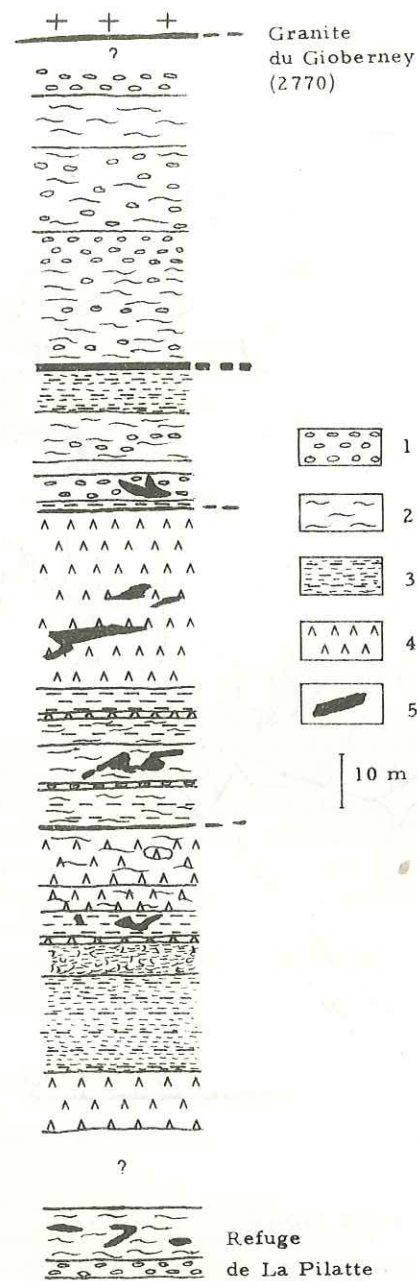 ?
Granite
du Gioberney
(2770)
1
2
3
4
5
10 m
?
Refuge
de La Pilatte